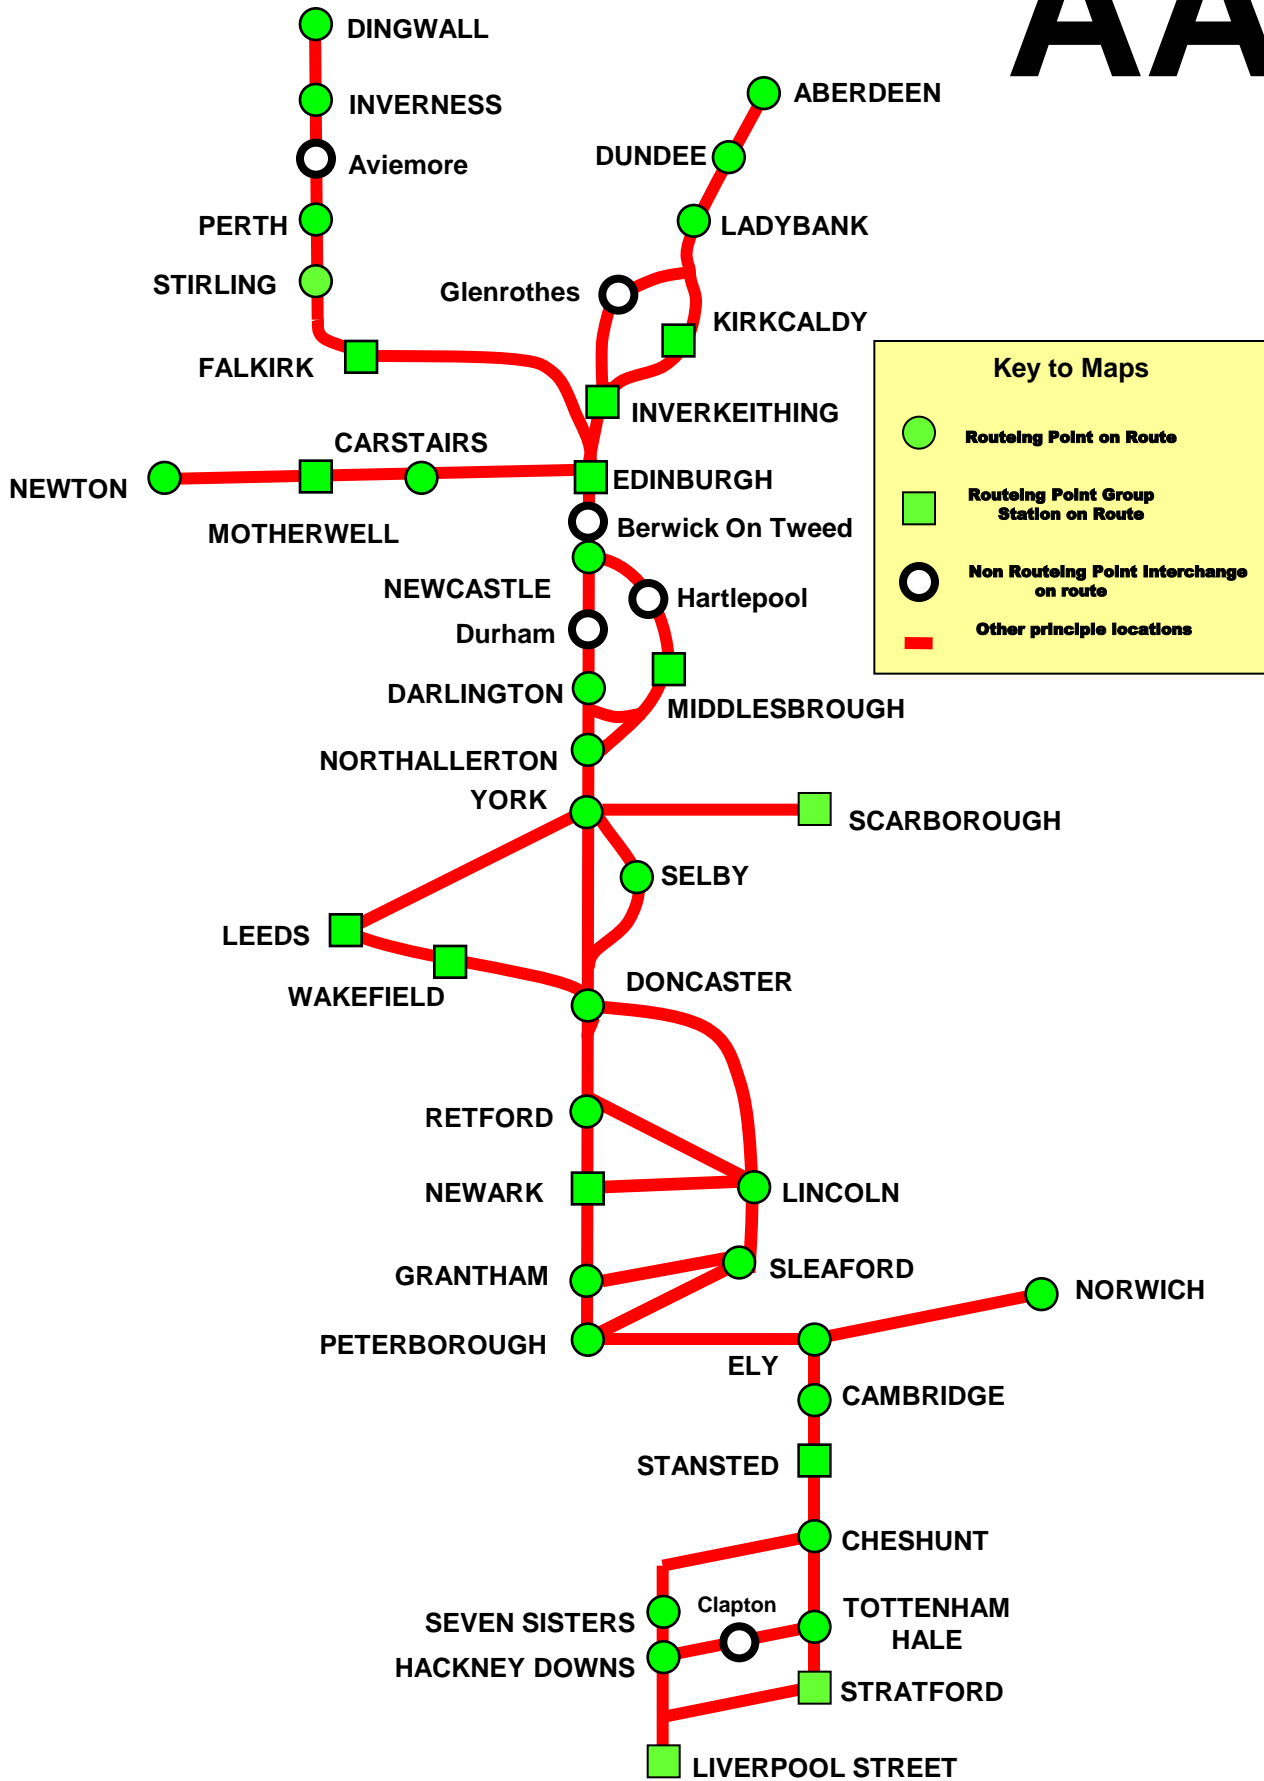 AA
DINGWALL
ABERDEEN
INVERNESS
DUNDEE
Aviemore
PERTH
LADYBANK
STIRLING
Glenrothes
KIRKCALDY
FALKIRK
Key to Maps
INVERKEITHING
Routeing Point on Route
CARSTAIRS
NEWTON
EDINBURGH
Routeing Point Group
Station on Route
MOTHERWELL
Berwick On Tweed
NEWCASTLE
Hartlepool
Non Routeing Point Interchange
on route
Durham
Other principle locations
DARLINGTON
MIDDLESBROUGH
NORTHALLERTON
YORK
SCARBOROUGH
SELBY
LEEDS
DONCASTER
WAKEFIELD
RETFORD
NEWARK
LINCOLN
GRANTHAM
SLEAFORD
NORWICH
PETERBOROUGH
ELY
CAMBRIDGE
STANSTED
CHESHUNT
Clapton
SEVEN SISTERS
TOTTENHAM
HALE
HACKNEY DOWNS
STRATFORD
LIVERPOOL STREET